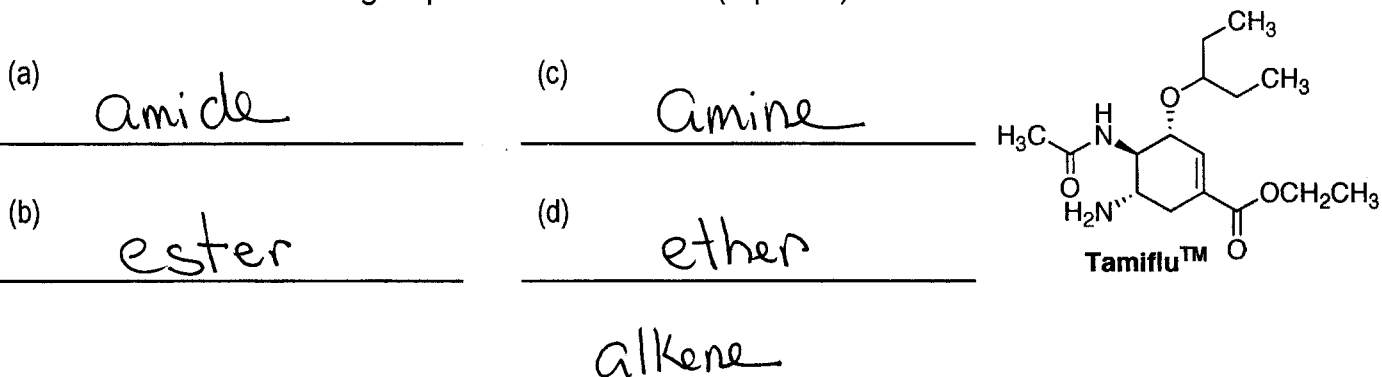 (a) amide
(c) amine
(b) ester
(d) ether
alkene
CH3
CH3
O
H
H3C N
O
H2N
OCH2CH3
O
Tamiflu™